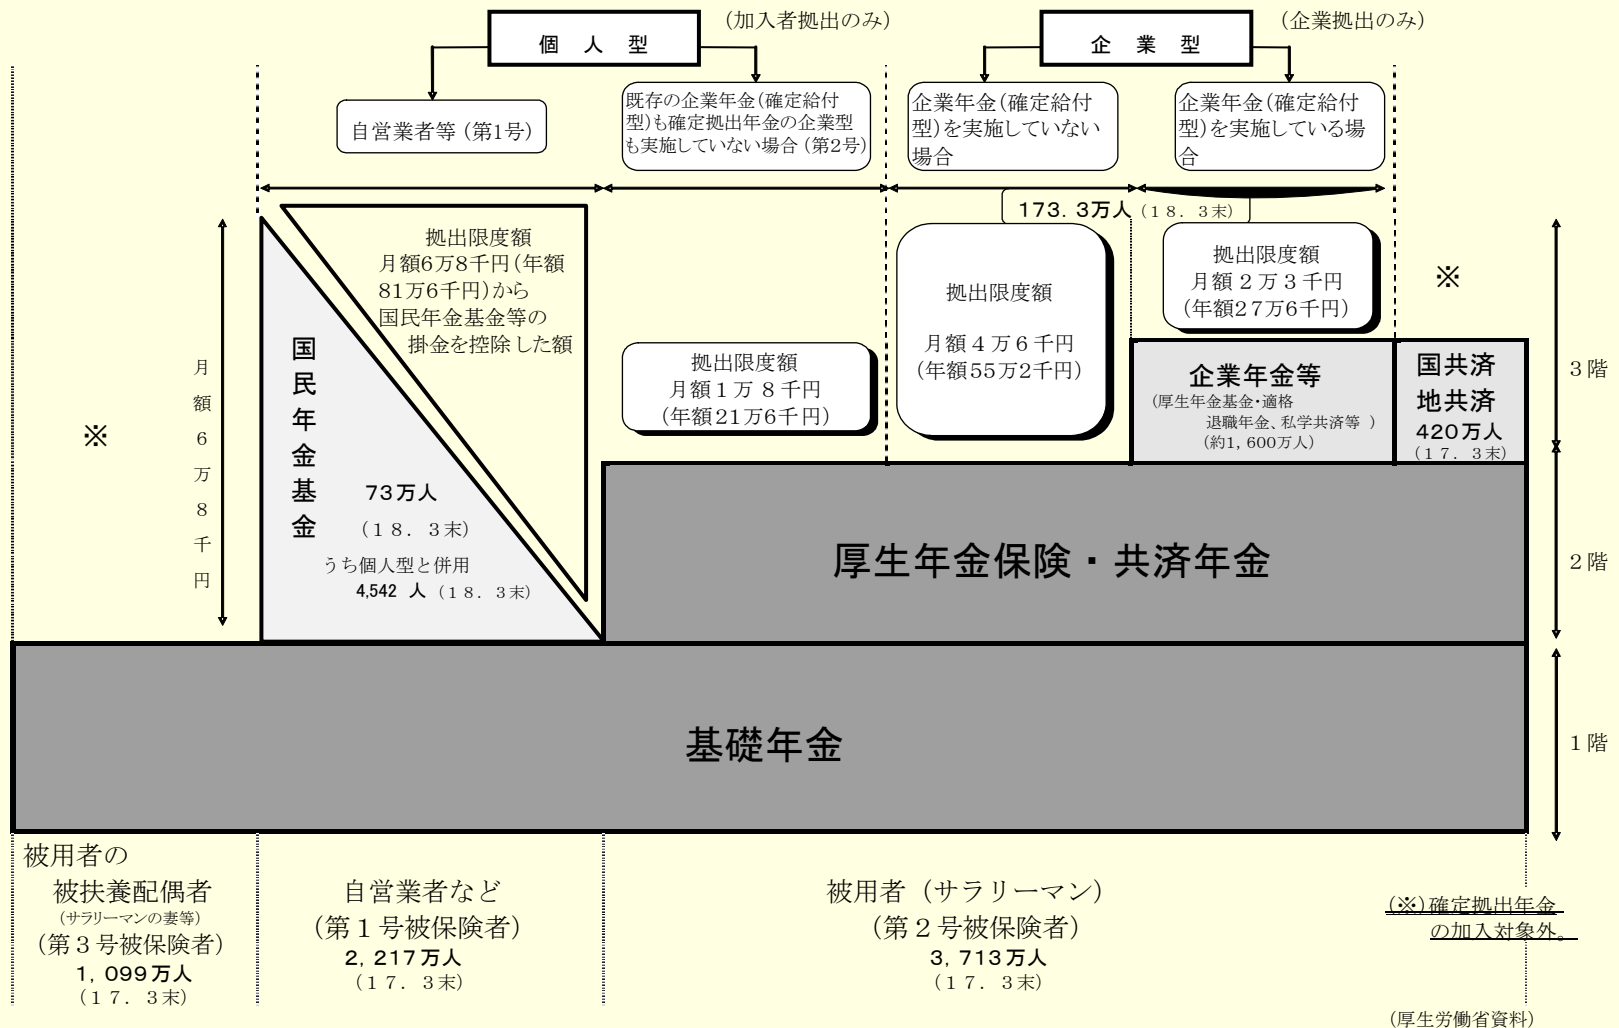 個 人 型
(加入者拠出のみ)
企 業 型
(企業拠出のみ)
自営業者等（第1号）
既存の企業年金(確定給付
型)も確定拠出年金の企業型
も実施していない場合（第2号)
企業年金(確定給付
型)を実施していない
場合
企業年金(確定給付
型)を実施している場
合
173.3万人（18．3末）
拠出限度額
月額6万8千円(年額
81万6千円)から
国民年金基金等の
掛金を控除した額
拠出限度額
月額1万8千円
(年額21万6千円)
拠出限度額
月額4万6千円
(年額55万2千円)
拠出限度額
月額2万3千円
(年額27万6千円)
※
※
月額6万8千円
国民年金基金
73万人
（18．3末）
うち個人型と併用
4,542 人（18．3末）
企業年金等
(厚生年金基金・適格
退職年金、私学共済等 )
(約1,600万人)
国共済
地共済
420万人
(17．3末)
3階
厚生年金保険・共済年金
2階
基礎年金
1階
被用者の
被扶養配偶者
(サラリーマンの妻等)
(第3号被保険者)
1,099万人
(17．3末)
自営業者など
(第1号被保険者)
2,217万人
(17．3末)
被用者（サラリーマン）
(第2号被保険者)
3,713万人
(17．3末)
(※)確定拠出年金
の加入対象外。
(厚生労働省資料)